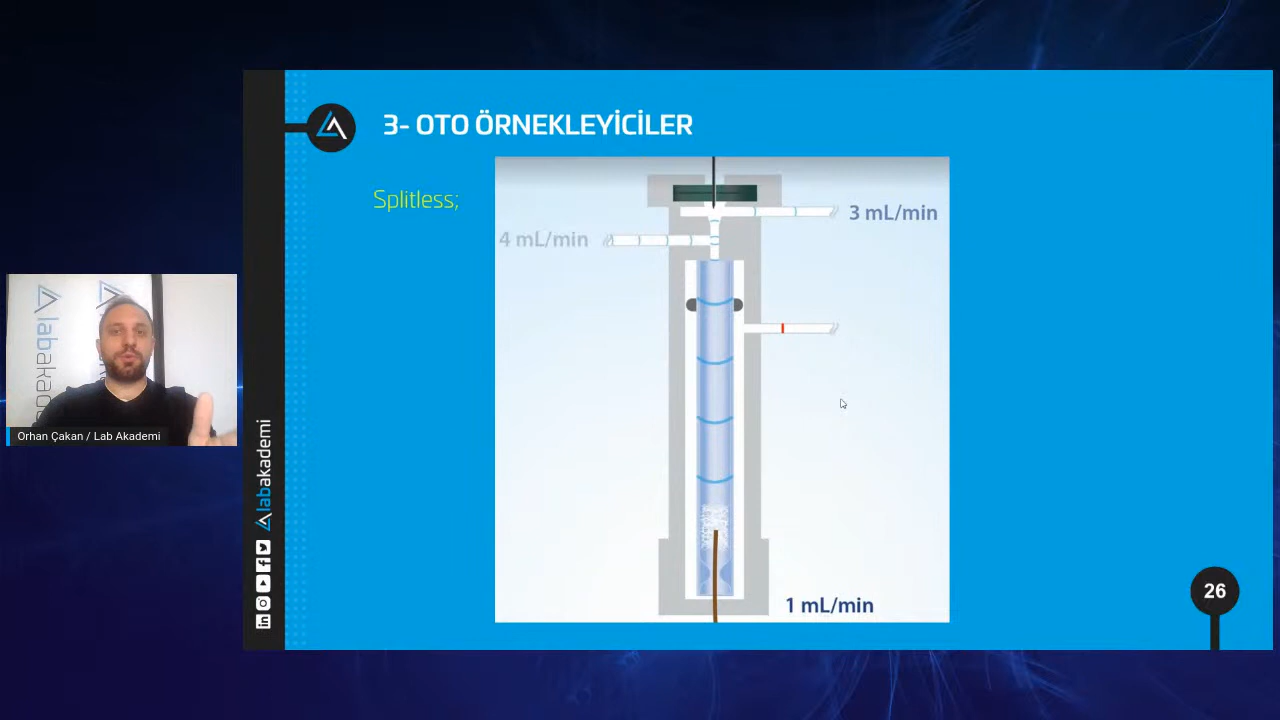 3- OTO ÖRNEKLEYİCİLER
Splitless;
3 mL/min
4 mL/min
1 mL/min
26
labakademi
labakade
Orhan Çakan / Lab Akademi